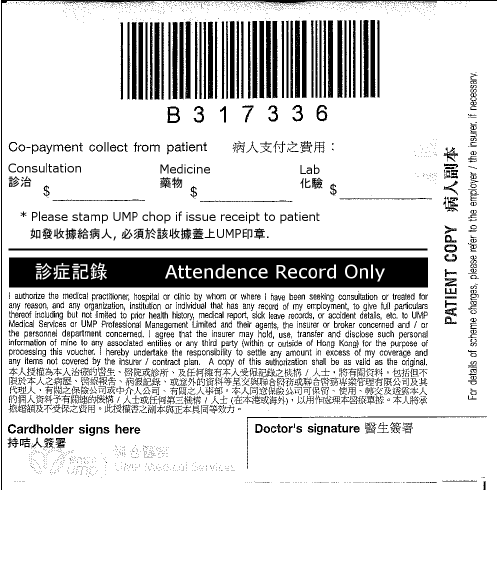 B317336
Co-payment collect from patient 病人支付之費用：
Consultation Medicine Lab
診治 $ 藥物 $ 化驗 $
* Please stamp UMP chop if issue receipt to patient
如發收據給病人, 必須於該收據蓋上UMP印章.
診症記錄 Attendence Record Only
I authorize the medical practitioner, hospital or clinic by whom or where I have been seeking consultation or treated for
any reason, and any organization, institution or individual that has any record of my employment, to give full particulars
thereof including but not limited to prior health history, medical report, sick leave records, or accident details, etc. to UMP
Medical Services or UMP Professional Management Limited and their agents, the insurer or broker concerned and / or
the personnel department concerned. I agree that the insurer may hold, use, transfer and disclose such personal
information of mine to any associated entities or any third party (within or outside of Hong Kong) for the purpose of
processing this voucher. I hereby undertake the responsibility to settle any amount in excess of my coverage and
any items not covered by the insurer / contract plan. A copy of this authorization shall be as valid as the original.
本人授權為本人治療的醫生、醫院或診所、及任何擁有本人受僱記錄之機構 / 人士，將有關資料，包括但不
限於本人之病歷、醫療報告、病假記錄、或意外的資料等呈交與聯合醫務或聯合醫務專業管理有限公司及其
代理人、有關之保險公司或中介人公司、有關之人事部。本人同意保險公司可保留、使用、轉交及透露本人
的個人資料予有關連的機構 / 人士或任何第三機構 / 人士 (在本港或海外)，以用作處理本醫療單據。本人將承
擔超額及不受保之費用。此授權書之副本與正本具同等效力。
Cardholder signs here Doctor's signature 醫生簽署
持咭人簽署
UMP Medical Services
PATIENT COPY 病人副本
For details of scheme charges, please refer to the employer / the insurer, if necessary.